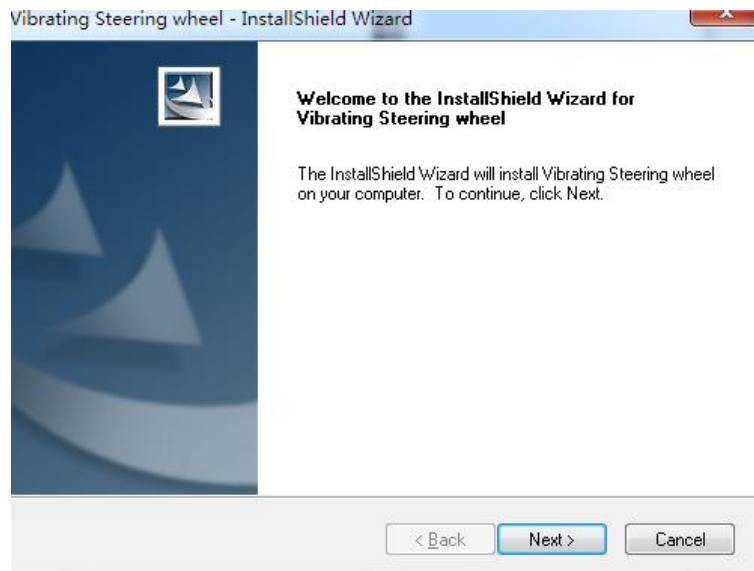 Vibrating Steering wheel - InstallShield Wizard
Welcome to the InstallShield Wizard for
Vibrating Steering wheel
The InstallShield Wizard will install Vibrating Steering wheel
on your computer. To continue, click Next.
< Back
Next >
Cancel